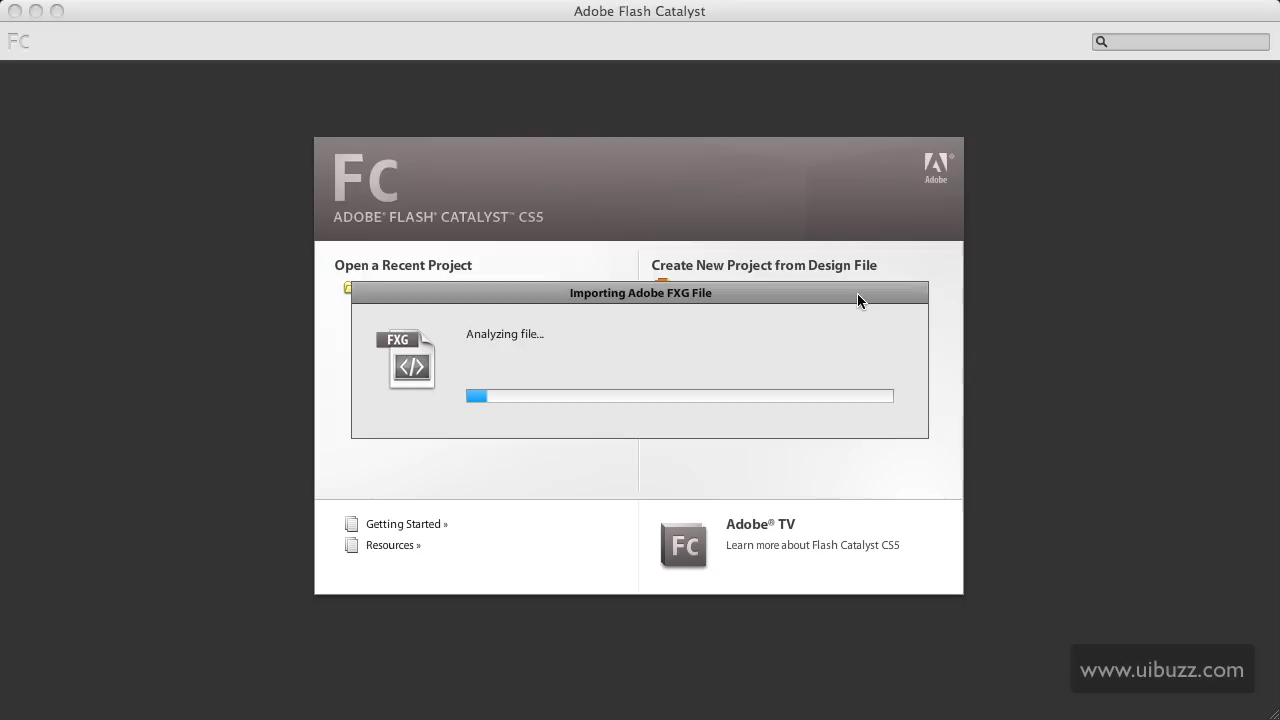 Adobe Flash Catalyst
Fc
Fc
Adobe®
ADOBE® FLASH® CATALYST™ CS5
Open a Recent Project
Create New Project from Design File
Importing Adobe FXG File
FXG
</>
Analyzing file...
Getting Started »
Resources »
Fc
Adobe® TV
Learn more about Flash Catalyst CS5
www.uibuzz.com